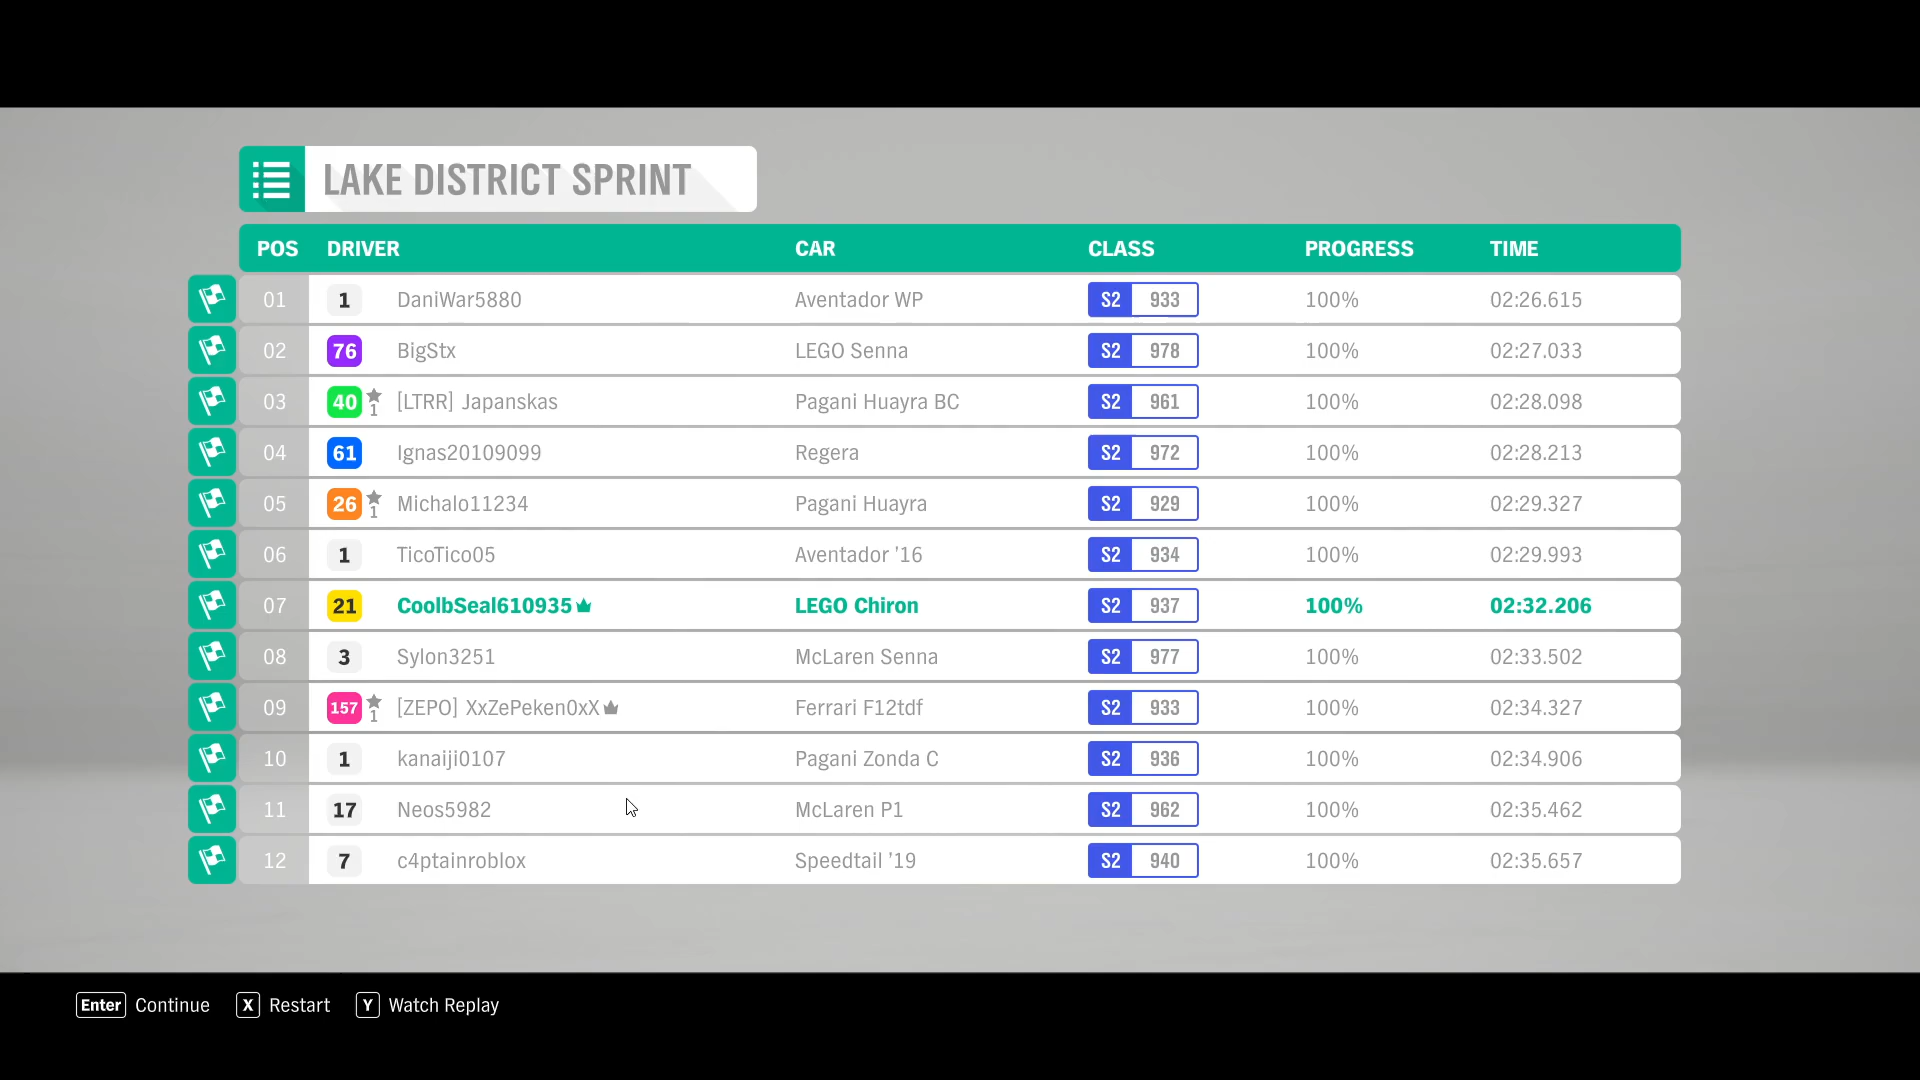 LAKE DISTRICT SPRINT
POS DRIVER CAR CLASS PROGRESS TIME
01 1 DaniWar5880 Aventador WP S2 933 100% 02:26.615
02 76 BigStx LEGO Senna S2 978 100% 02:27.033
03 40 1 [LTRR] Japanskas Pagani Huayra BC S2 961 100% 02:28.098
04 61 Ignas20109099 Regera S2 972 100% 02:28.213
05 26 1 Michalo11234 Pagani Huayra S2 929 100% 02:29.327
06 1 TicoTico05 Aventador ’16 S2 934 100% 02:29.993
07 21 CoolbSeal610935 LEGO Chiron S2 937 100% 02:32.206
08 3 Sylon3251 McLaren Senna S2 977 100% 02:33.502
09 157 1 [ZEPO] XxZePeken0xX Ferrari F12tdf S2 933 100% 02:34.327
10 1 kanaiji0107 Pagani Zonda C S2 936 100% 02:34.906
11 17 Neos5982 McLaren P1 S2 962 100% 02:35.462
12 7 c4ptainroblox Speedtail ’19 S2 940 100% 02:35.657
Enter Continue X Restart Y Watch Replay